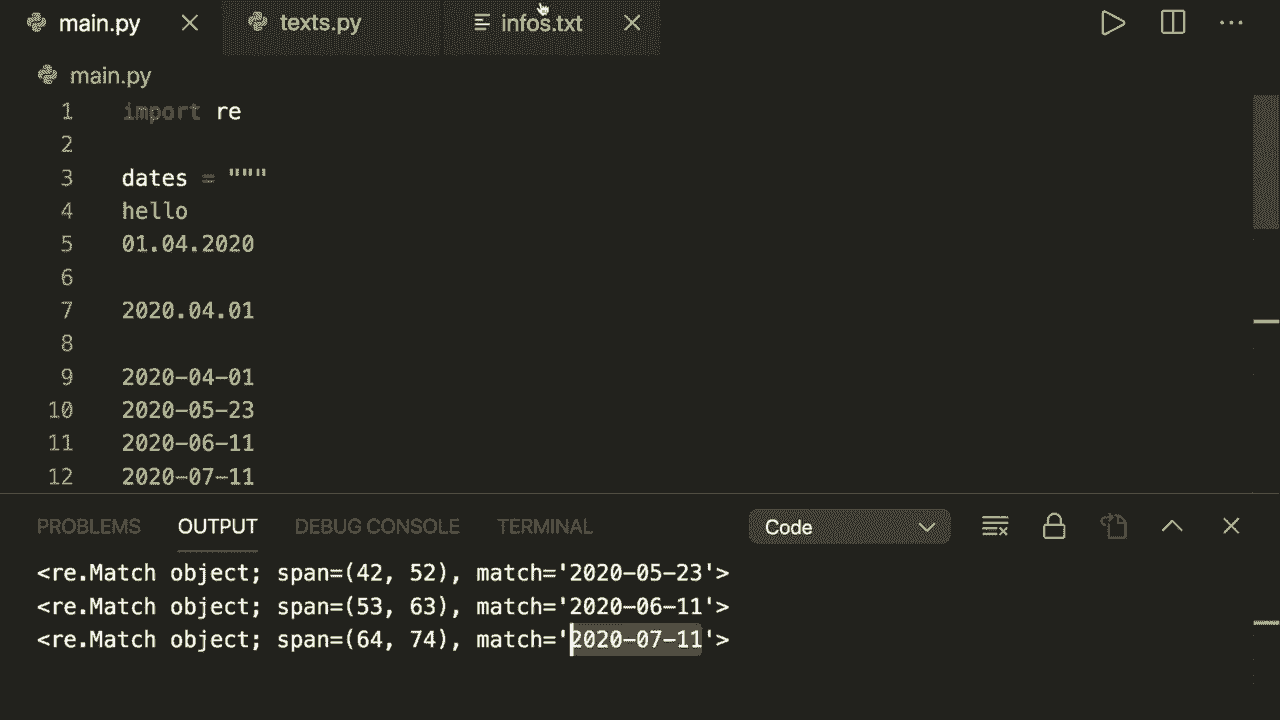 main.py texts.py infos.txt
main.py
1 import re
2
3 dates = """
4 hello
5 01.04.2020
6
7 2020.04.01
8
9 2020-04-01
10 2020-05-23
11 2020-06-11
12 2020-07-11
PROBLEMS OUTPUT DEBUG CONSOLE TERMINAL Code
<re.Match object; span=(42, 52), match='2020-05-23'>
<re.Match object; span=(53, 63), match='2020-06-11'>
<re.Match object; span=(64, 74), match='2020-07-11'>